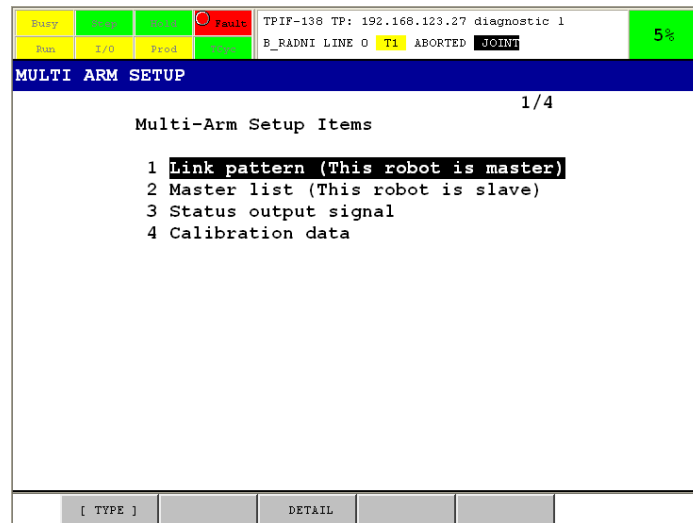 Busy Step Hold Fault
Run I/O Prod TCyc
TPIF-138 TP: 192.168.123.27 diagnostic l
B_RADNI LINE 0 T1 ABORTED JOINT
5%
MULTI ARM SETUP
1/4
Multi-Arm Setup Items
1 Link pattern (This robot is master)
2 Master list (This robot is slave)
3 Status output signal
4 Calibration data
[ TYPE ] DETAIL